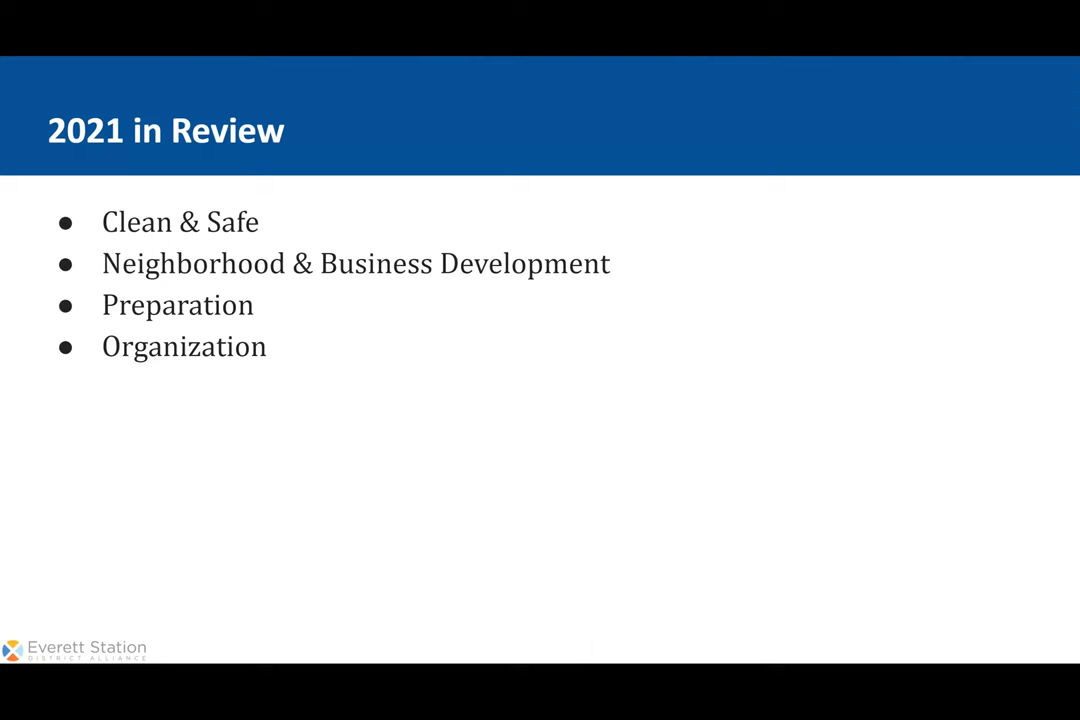 2021 in Review
● Clean & Safe
● Neighborhood & Business Development
● Preparation
● Organization
Everett Station
DISTRICT ALLIANCE